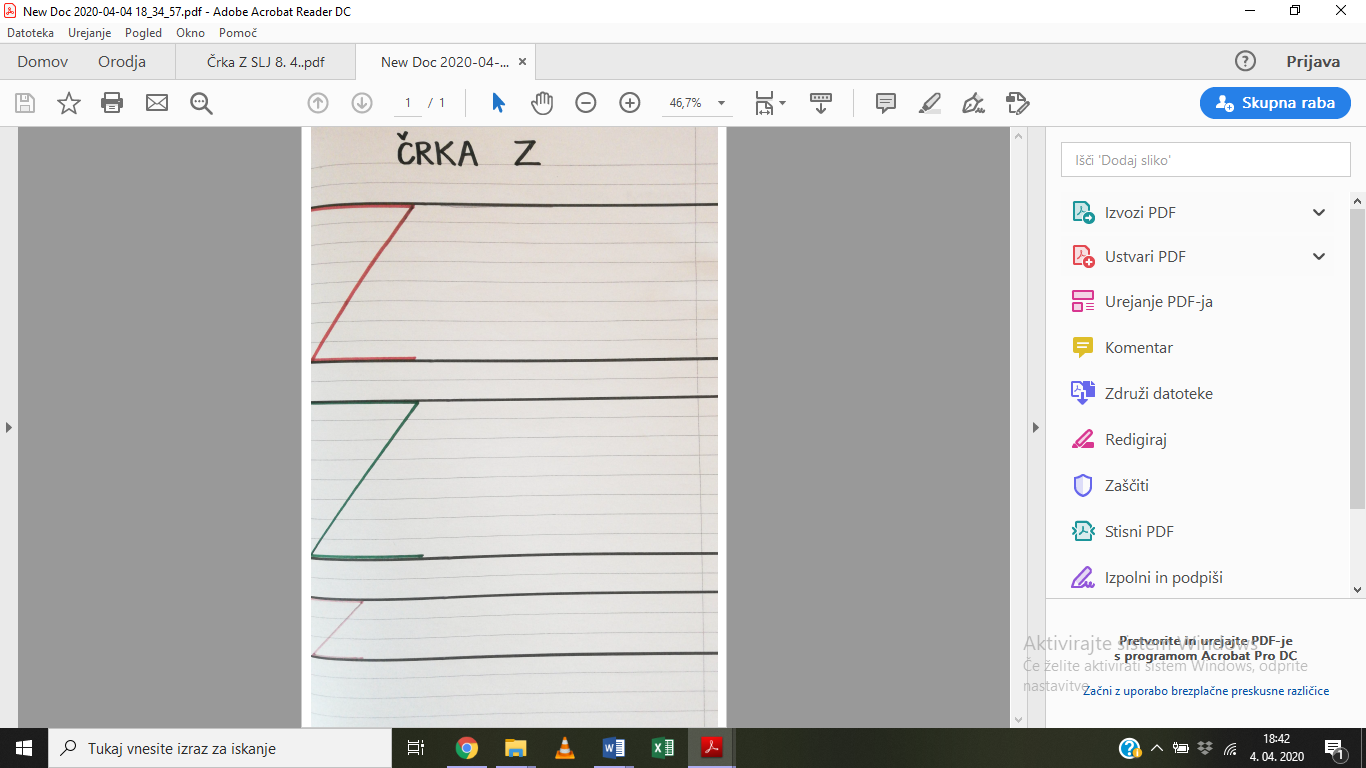 New Doc 2020-04-04 18_34_57.pdf - Adobe Acrobat Reader DC
Datoteka Urejanje Pogled Okno Pomoč
Domov Orodja Črka Z SLJ 8. 4..pdf New Doc 2020-04-... × Prijava
1 / 1 46,7% Skupna raba
ČRKA Z
Z
Z
Z
Išči 'Dodaj sliko'
Izvozi PDF
Ustvari PDF
Urejanje PDF-ja
Komentar
Združi datoteke
Redigiraj
Zaščiti
Stisni PDF
Izpolni in podpiši
Pretvorite in urejajte PDF-je
s programom Acrobat Pro DC
Začni z uporabo brezplačne preskusne različice
Aktivirajte sistem Windows
Če želite aktivirati sistem Windows, odprite
nastavitve.
Tukaj vnesite izraz za iskanje
18:42
4. 04. 2020
1